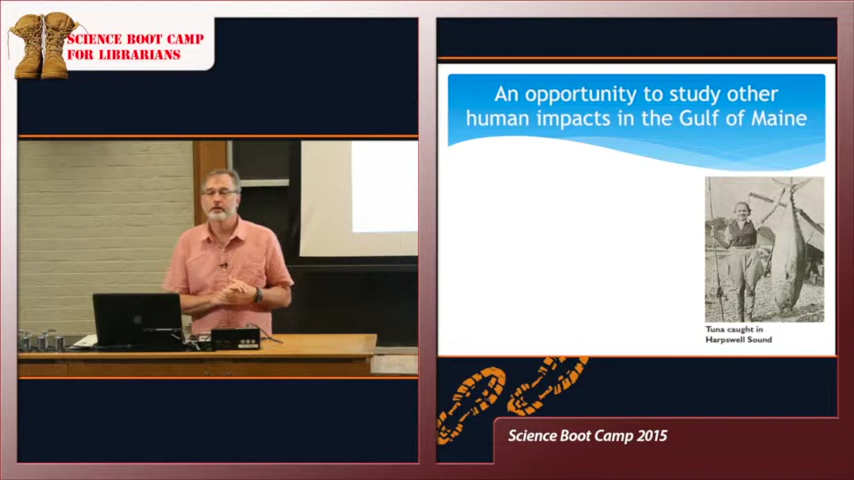 SCIENCE BOOT CAMP
FOR LIBRARIANS
An opportunity to study other
human impacts in the Gulf of Maine
Tuna caught in
Harpswell Sound
Science Boot Camp 2015